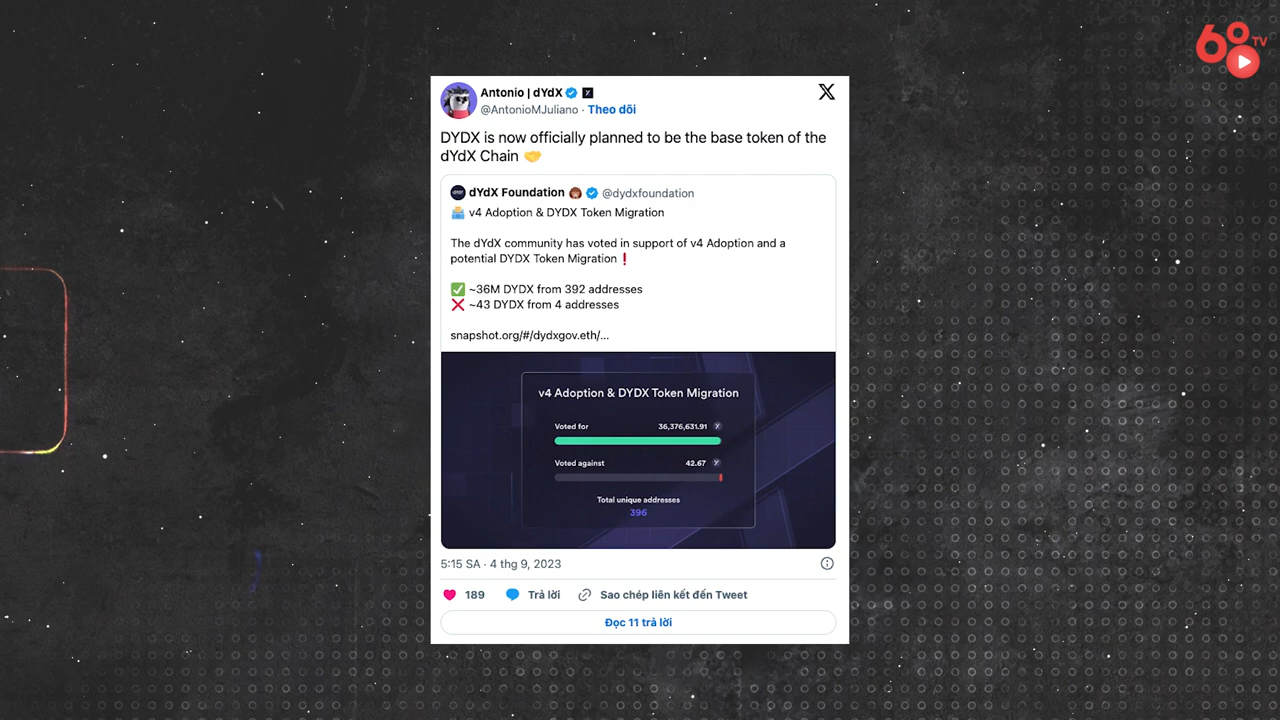 68 TV
Antonio | dYdX
@AntonioMJuliano · Theo dõi
DYDX is now officially planned to be the base token of the
dYdX Chain 🤝
dYdX Foundation @dydxfoundation
🗳️ v4 Adoption & DYDX Token Migration
The dYdX community has voted in support of v4 Adoption and a
potential DYDX Token Migration❗
✅ ~36M DYDX from 392 addresses
❌ ~43 DYDX from 4 addresses
snapshot.org/#/dydxgov.eth/...
v4 Adoption & DYDX Token Migration
Voted for 36,376,631.91
Voted against 42.67
Total unique addresses
396
5:15 SA · 4 thg 9, 2023
189 Trả lời Sao chép liên kết đến Tweet
Đọc 11 trả lời